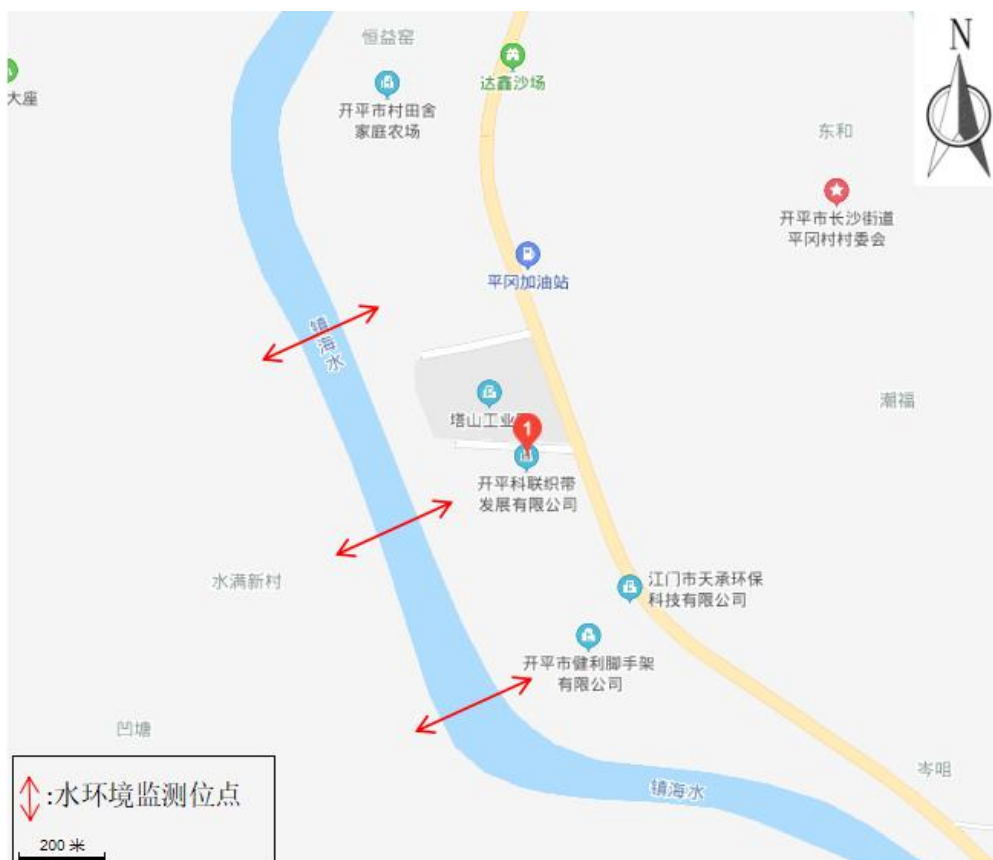 恒益窑
N
达鑫沙场
大座
开平市村田舍
家庭农场
东和
开平市长沙街道
平冈村村委会
平冈加油站
镇海水
塔山工业
1
潮福
开平科联织带
发展有限公司
水满新村
江门市天承环保
科技有限公司
开平市健利脚手架
有限公司
凹塘
岑咀
镇海水
:水环境监测位点
200 米